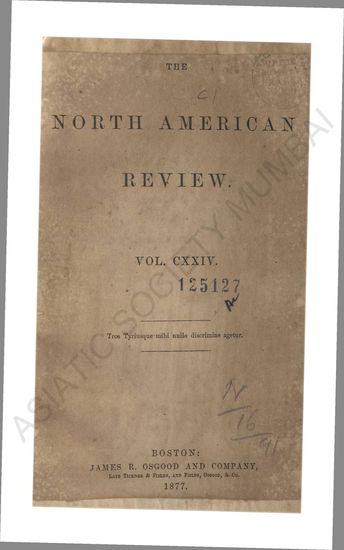 THE
C/
NORTH AMERICAN
REVIEW.
VOL. CXXIV.
125127
Tros Tyriusque mihi nullo discrimine agetur.
N/16/
BOSTON:
JAMES R. OSGOOD AND COMPANY,
LATE TICKNOR & FIELDS, AND FIELDS, OSGOOD, & CO.
1877.
ASIATIC SOCIETY MUMBAI